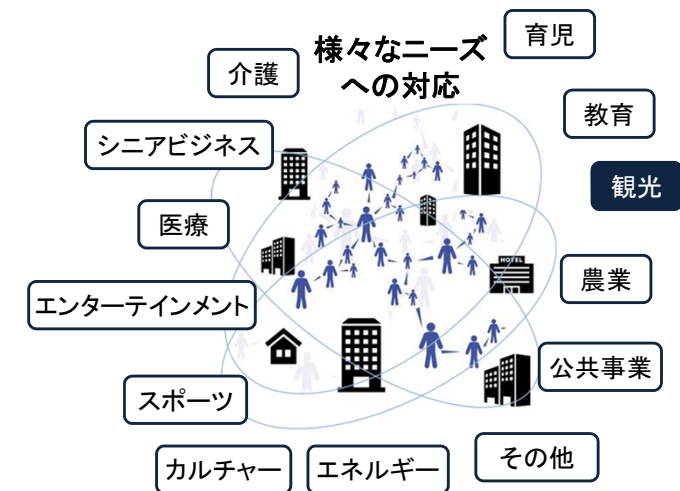 様々なニーズ
への対応
育児
介護
教育
シニアビジネス
観光
医療
HOTEL
農業
エンターテインメント
公共事業
スポーツ
その他
カルチャー
エネルギー